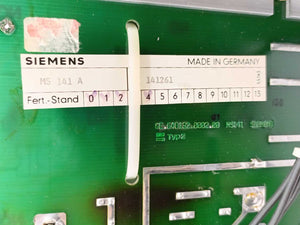 SIEMENS MADE IN GERMANY
MS 141 A 141261
Fert.-Stand 0 1 2 4 5 6 7 8 9 10 11 12 13
Type